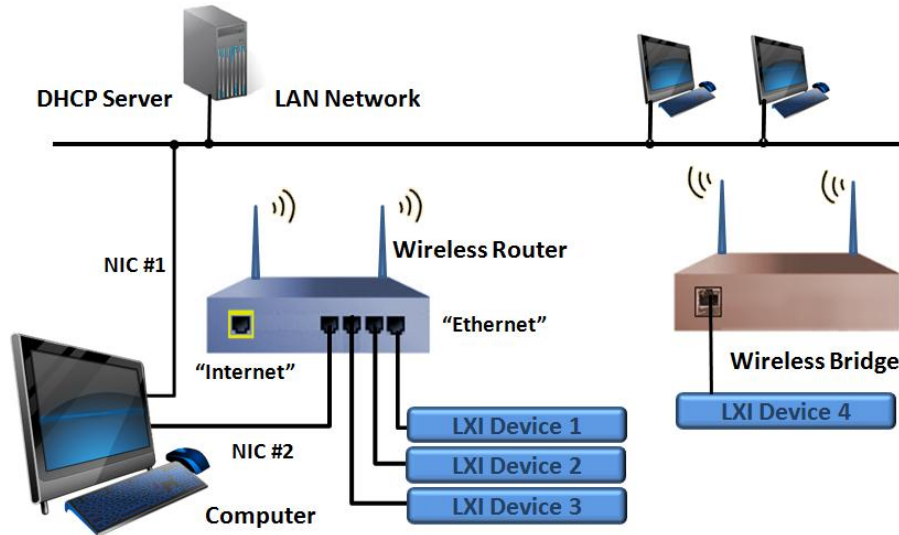 DHCP Server
LAN Network
NIC #1
Wireless Router
"Internet"
"Ethernet"
Wireless Bridge
LXI Device 4
NIC #2
LXI Device 1
LXI Device 2
LXI Device 3
Computer